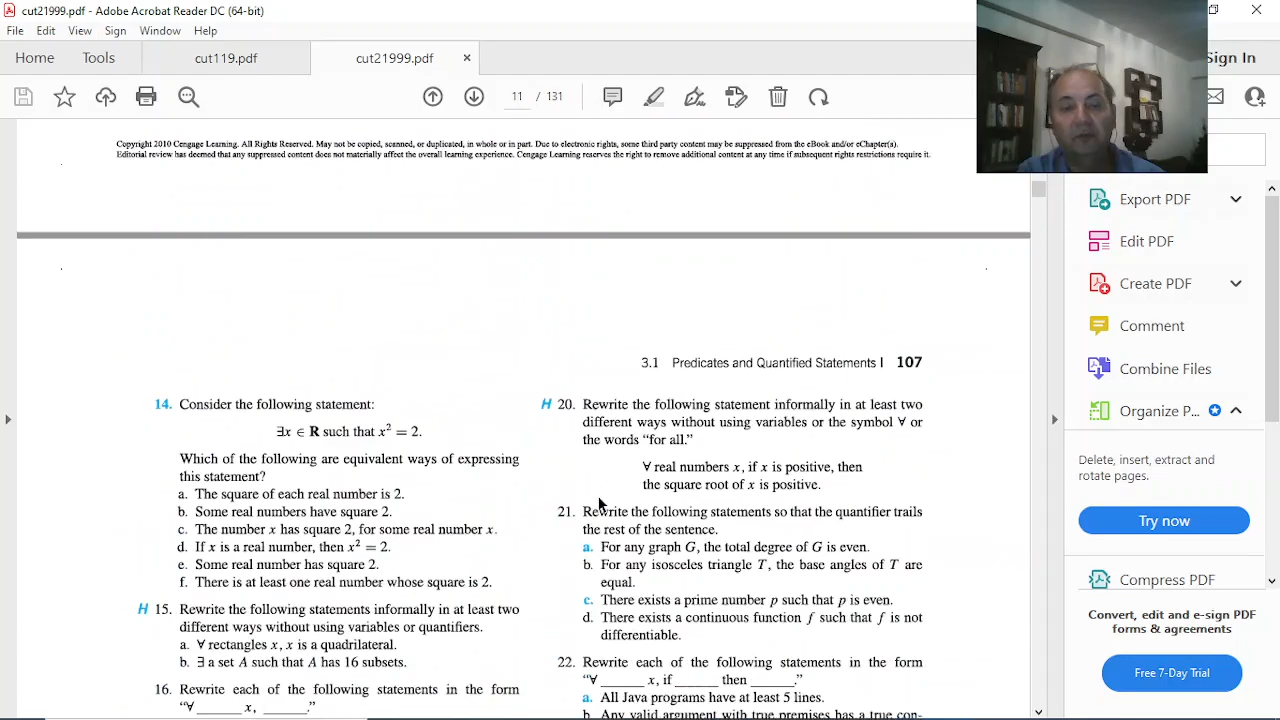 cut21999.pdf - Adobe Acrobat Reader DC (64-bit)
File Edit View Sign Window Help
Home Tools cut119.pdf cut21999.pdf × Sign In
11 / 131
Copyright 2010 Cengage Learning. All Rights Reserved. May not be copied, scanned, or duplicated, in whole or in part. Due to electronic rights, some third party content may be suppressed from the eBook and/or eChapter(s).
Editorial review has deemed that any suppressed content does not materially affect the overall learning experience. Cengage Learning reserves the right to remove additional content at any time if subsequent rights restrictions require it.
3.1 Predicates and Quantified Statements I 107
14. Consider the following statement:
∃x ∈ R such that x² = 2.
Which of the following are equivalent ways of expressing
this statement?
a. The square of each real number is 2.
b. Some real numbers have square 2.
c. The number x has square 2, for some real number x.
d. If x is a real number, then x² = 2.
e. Some real number has square 2.
f. There is at least one real number whose square is 2.
H 15. Rewrite the following statements informally in at least two
different ways without using variables or quantifiers.
a. ∀ rectangles x, x is a quadrilateral.
b. ∃ a set A such that A has 16 subsets.
16. Rewrite each of the following statements in the form
“∀ ______ x, ______.”
H 20. Rewrite the following statement informally in at least two
different ways without using variables or the symbol ∀ or
the words “for all.”
∀ real numbers x, if x is positive, then
the square root of x is positive.
21. Rewrite the following statements so that the quantifier trails
the rest of the sentence.
a. For any graph G, the total degree of G is even.
b. For any isosceles triangle T, the base angles of T are
equal.
c. There exists a prime number p such that p is even.
d. There exists a continuous function f such that f is not
differentiable.
22. Rewrite each of the following statements in the form
“∀ ______ x, if ______ then ______.”
a. All Java programs have at least 5 lines.
b. Any valid argument with true premises has a true con-
Export PDF
Edit PDF
Create PDF
Comment
Combine Files
Organize P...
Delete, insert, extract and
rotate pages.
Try now
Compress PDF
Convert, edit and e-sign PDF
forms & agreements
Free 7-Day Trial